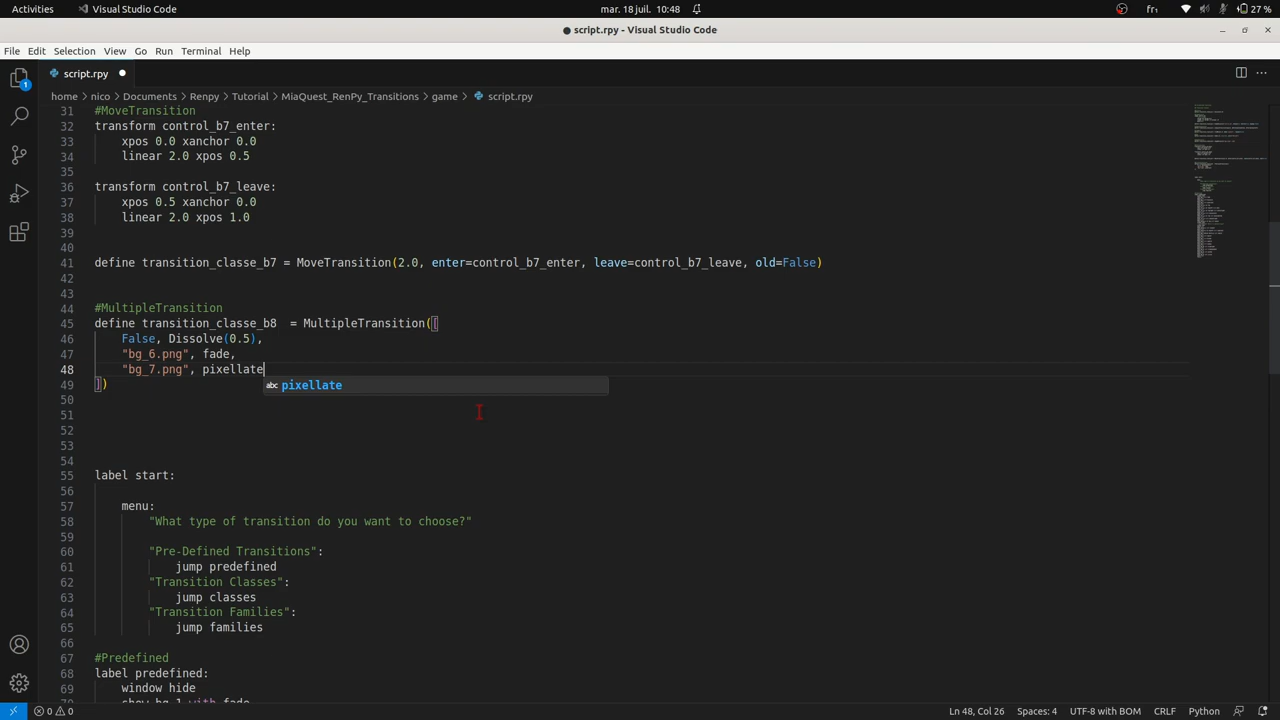 Activities Visual Studio Code mar. 18 juil. 10:48 fr₁ 27 %
● script.rpy - Visual Studio Code
File Edit Selection View Go Run Terminal Help
script.rpy
home > nico > Documents > Renpy > Tutorial > MiaQuest_RenPy_Transitions > game > script.rpy
31 #MoveTransition
32 transform control_b7_enter:
33 xpos 0.0 xanchor 0.0
34 linear 2.0 xpos 0.5
35
36 transform control_b7_leave:
37 xpos 0.5 xanchor 0.0
38 linear 2.0 xpos 1.0
39
40
41 define transition_classe_b7 = MoveTransition(2.0, enter=control_b7_enter, leave=control_b7_leave, old=False)
42
43
44 #MultipleTransition
45 define transition_classe_b8  = MultipleTransition([
46 False, Dissolve(0.5),
47 "bg_6.png", fade,
48 "bg_7.png", pixellate
abc pixellate
49 ])
50
51
52
53
54
55 label start:
56
57 menu:
58 "What type of transition do you want to choose?"
59
60 "Pre-Defined Transitions":
61 jump predefined
62 "Transition Classes":
63 jump classes
64 "Transition Families":
65 jump families
66
67 #Predefined
68 label predefined:
69 window hide
70 show bg 1 with fade
0 0 Ln 48, Col 26 Spaces: 4 UTF-8 with BOM CRLF Python